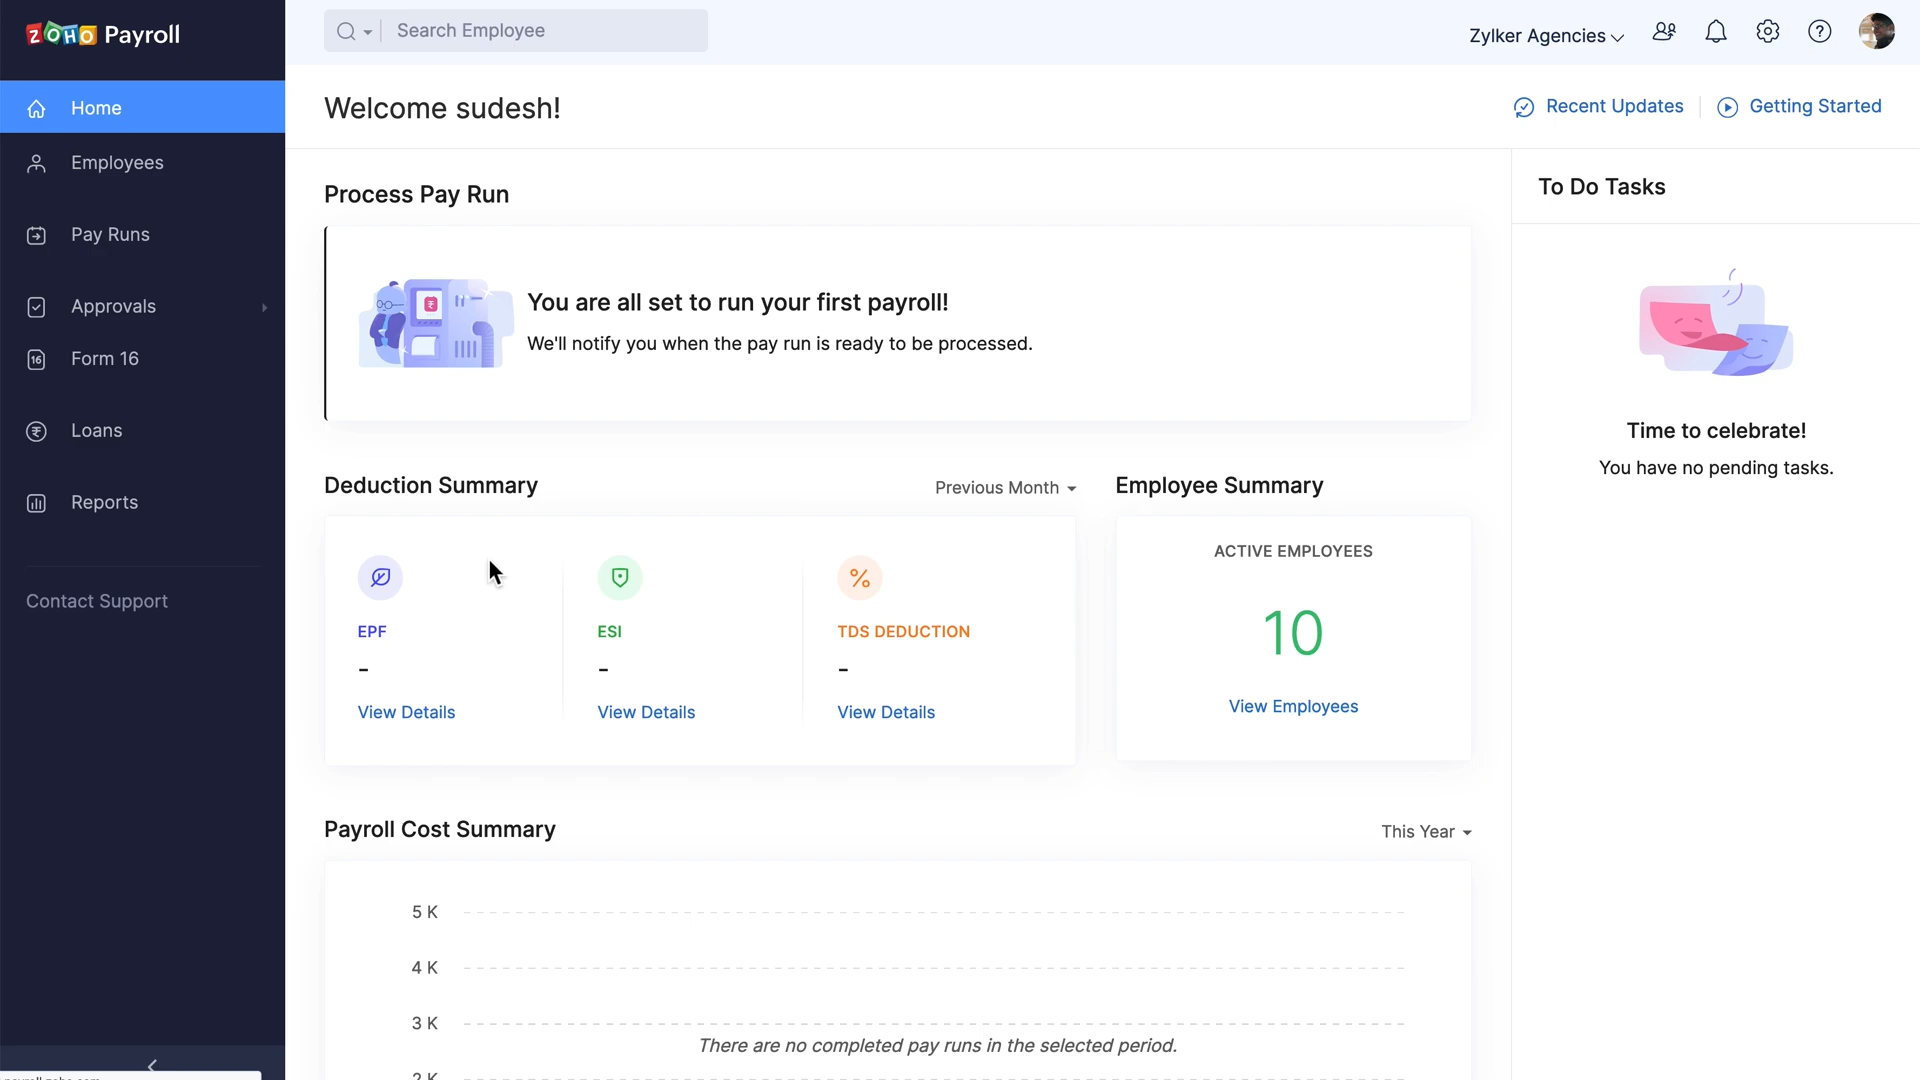 ZOHO Payroll
Search Employee
Zylker Agencies
Home
Welcome sudesh!
Recent Updates
Getting Started
Employees
Pay Runs
Approvals
16
Form 16
Loans
Reports
Contact Support
Process Pay Run
You are all set to run your first payroll!
We'll notify you when the pay run is ready to be processed.
To Do Tasks
Time to celebrate!
You have no pending tasks.
Deduction Summary
Previous Month
EPF
-
View Details
ESI
-
View Details
TDS DEDUCTION
-
View Details
Employee Summary
ACTIVE EMPLOYEES
10
View Employees
Payroll Cost Summary
This Year
5 K
4 K
3 K
There are no completed pay runs in the selected period.
2 K